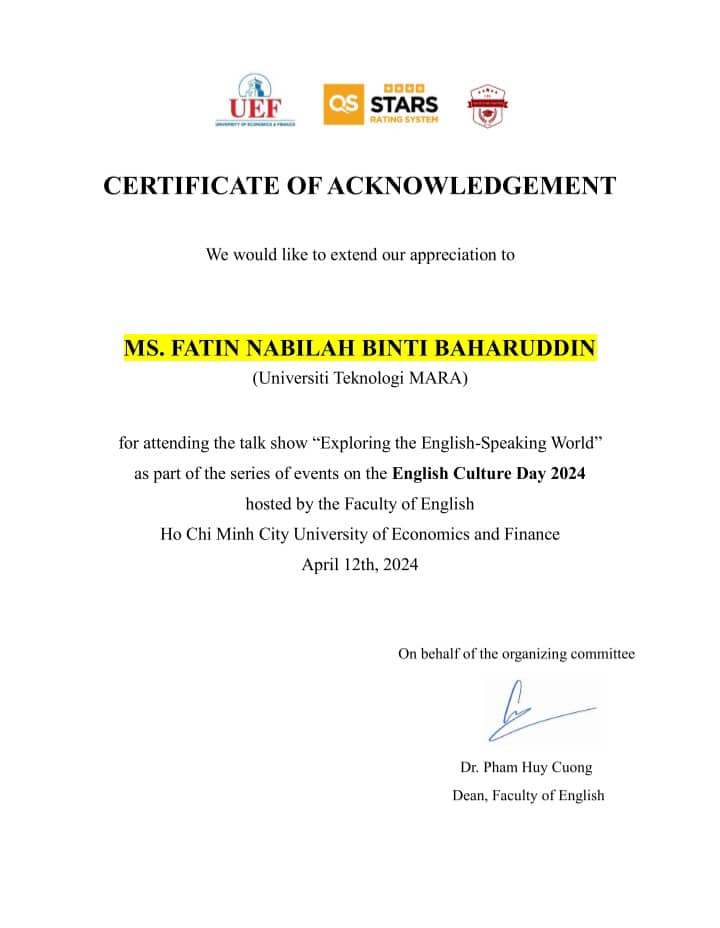 UEF
UNIVERSITY OF ECONOMICS & FINANCE
QS STARS
RATING SYSTEM
CERTIFICATE OF ACKNOWLEDGEMENT
We would like to extend our appreciation to
MS. FATIN NABILAH BINTI BAHARUDDIN
(Universiti Teknologi MARA)
for attending the talk show “Exploring the English-Speaking World”
as part of the series of events on the English Culture Day 2024
hosted by the Faculty of English
Ho Chi Minh City University of Economics and Finance
April 12th, 2024
On behalf of the organizing committee
Dr. Pham Huy Cuong
Dean, Faculty of English